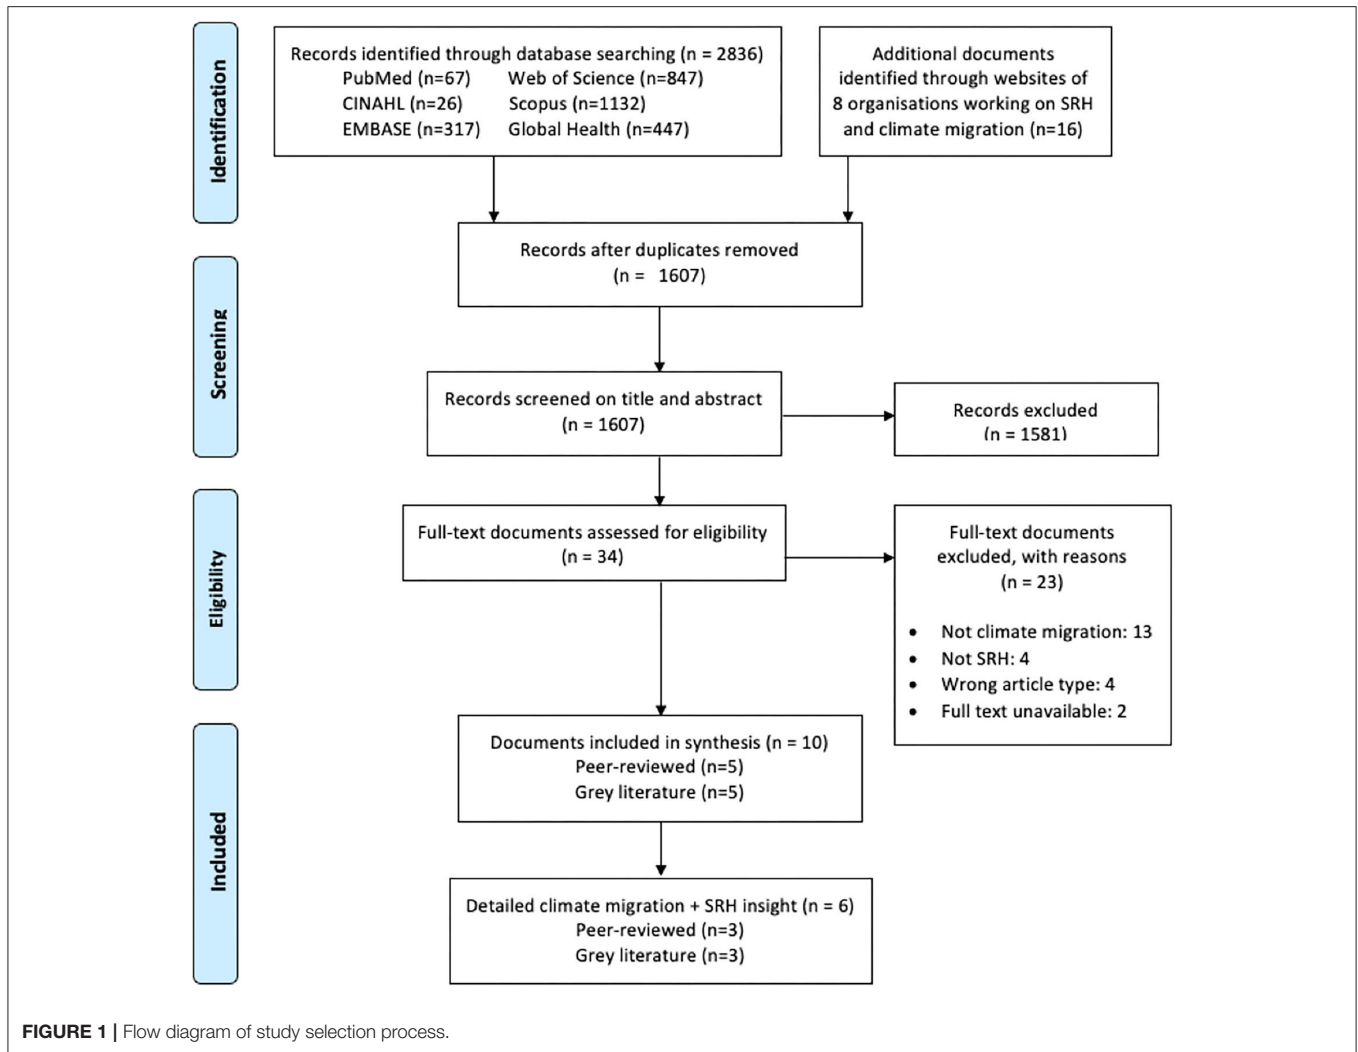 Identification
Records identified through database searching (n = 2836)
PubMed (n=67) Web of Science (n=847)
CINAHL (n=26) Scopus (n=1132)
EMBASE (n=317) Global Health (n=447)
Additional documents
identified through websites of
8 organisations working on SRH
and climate migration (n=16)
Records after duplicates removed
(n = 1607)
Screening
Records screened on title and abstract
(n = 1607)
Records excluded
(n = 1581)
Eligibility
Full-text documents assessed for eligibility
(n = 34)
Full-text documents
excluded, with reasons
(n = 23)
• Not climate migration: 13
• Not SRH: 4
• Wrong article type: 4
• Full text unavailable: 2
Included
Documents included in synthesis (n = 10)
Peer-reviewed (n=5)
Grey literature (n=5)
Detailed climate migration + SRH insight (n = 6)
Peer-reviewed (n=3)
Grey literature (n=3)
FIGURE 1 | Flow diagram of study selection process.